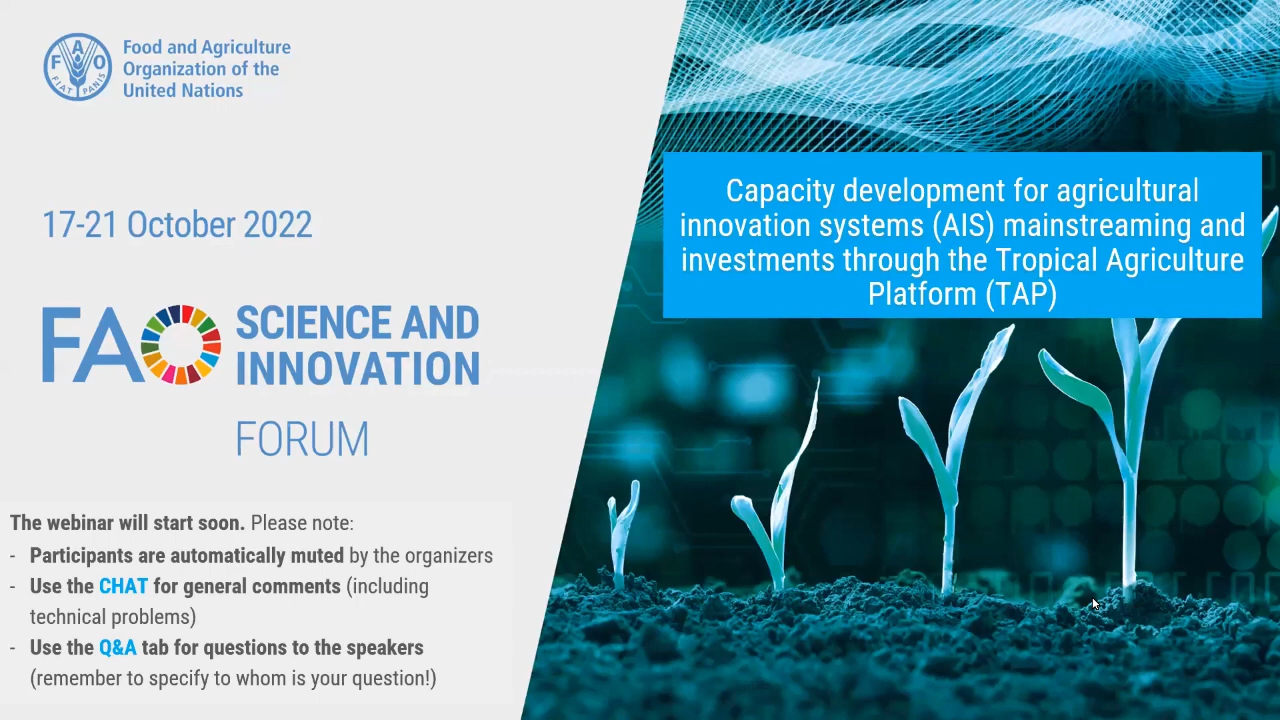 FAO
FIAT PANIS
Food and Agriculture
Organization of the
United Nations
17-21 October 2022
FAO SCIENCE AND
INNOVATION
FORUM
The webinar will start soon. Please note:
- Participants are automatically muted by the organizers
- Use the CHAT for general comments (including
technical problems)
- Use the Q&A tab for questions to the speakers
(remember to specify to whom is your question!)
Capacity development for agricultural
innovation systems (AIS) mainstreaming and
investments through the Tropical Agriculture
Platform (TAP)